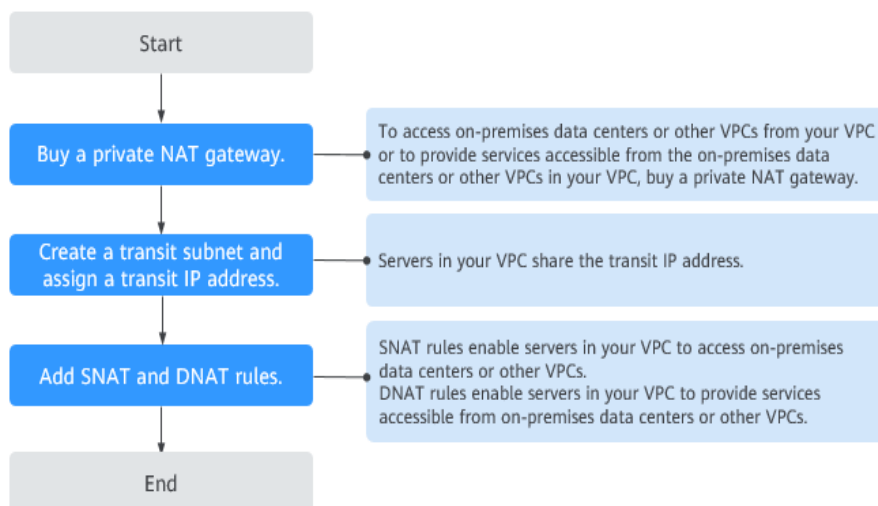 Start
Buy a private NAT gateway.
To access on-premises data centers or other VPCs from your VPC
or to provide services accessible from the on-premises data
centers or other VPCs in your VPC, buy a private NAT gateway.
Create a transit subnet and
assign a transit IP address.
Servers in your VPC share the transit IP address.
Add SNAT and DNAT rules.
SNAT rules enable servers in your VPC to access on-premises
data centers or other VPCs.
DNAT rules enable servers in your VPC to provide services
accessible from on-premises data centers or other VPCs.
End